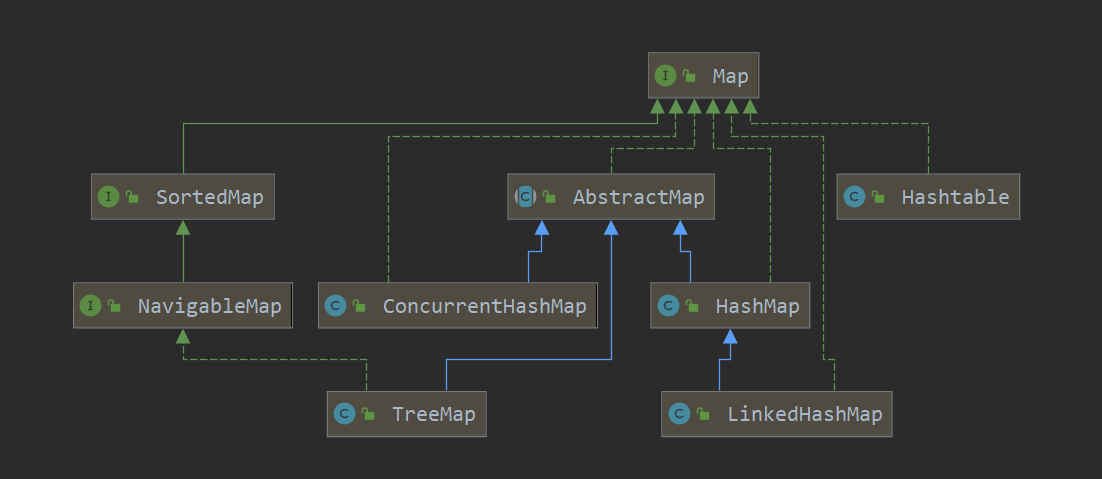 I Map
I SortedMap
C AbstractMap
C Hashtable
I NavigableMap
C ConcurrentHashMap
C HashMap
C TreeMap
C LinkedHashMap